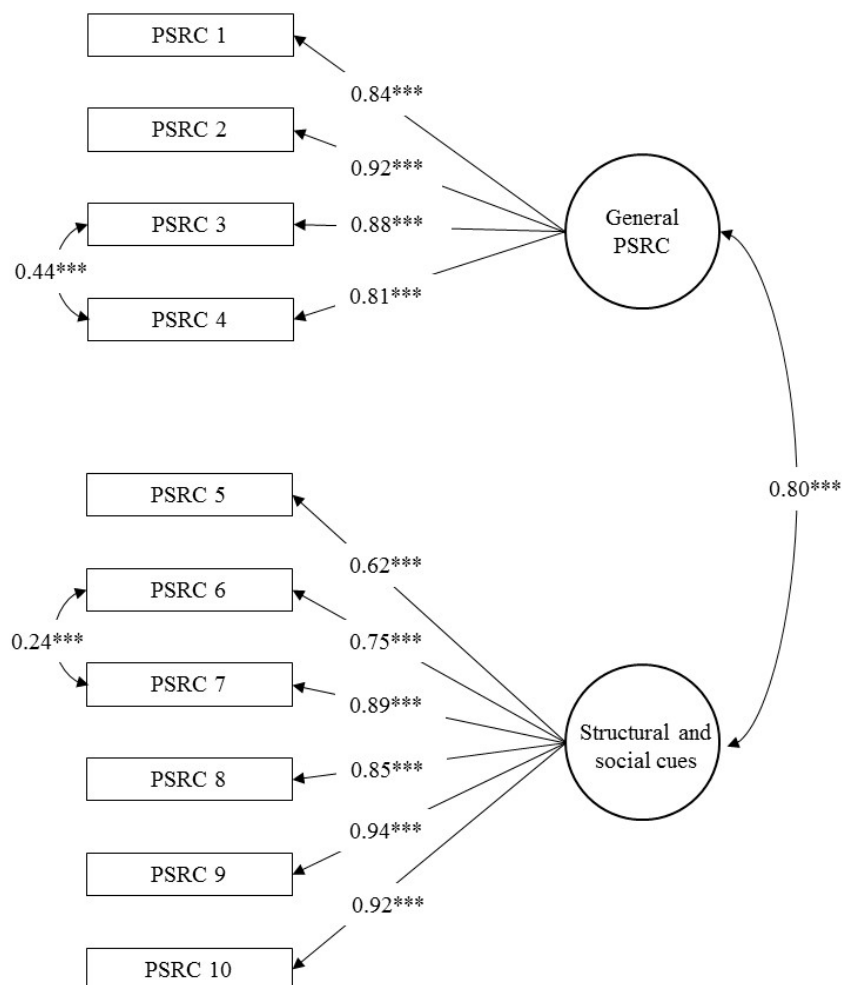 PSRC 1
0.84***
PSRC 2
0.92***
PSRC 3
0.88***
General
PSRC
0.44***
0.81***
PSRC 4
PSRC 5
0.80***
0.62***
PSRC 6
0.24***
0.75***
PSRC 7
0.89***
Structural and
social cues
PSRC 8
0.85***
0.94***
PSRC 9
0.92***
PSRC 10